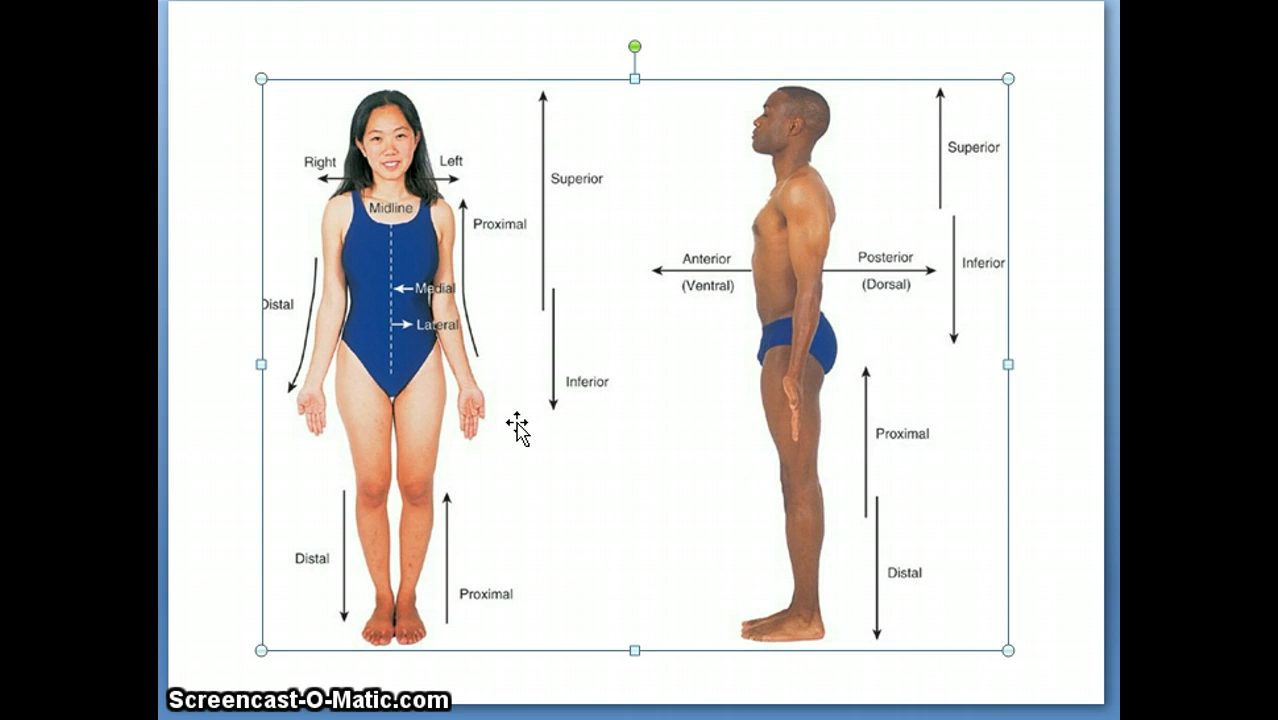 Right
Left
Midline
Proximal
Superior
Medial
Distal
Lateral
Inferior
Distal
Proximal
Superior
Anterior
(Ventral)
Posterior
(Dorsal)
Inferior
Proximal
Distal
Screencast-O-Matic.com